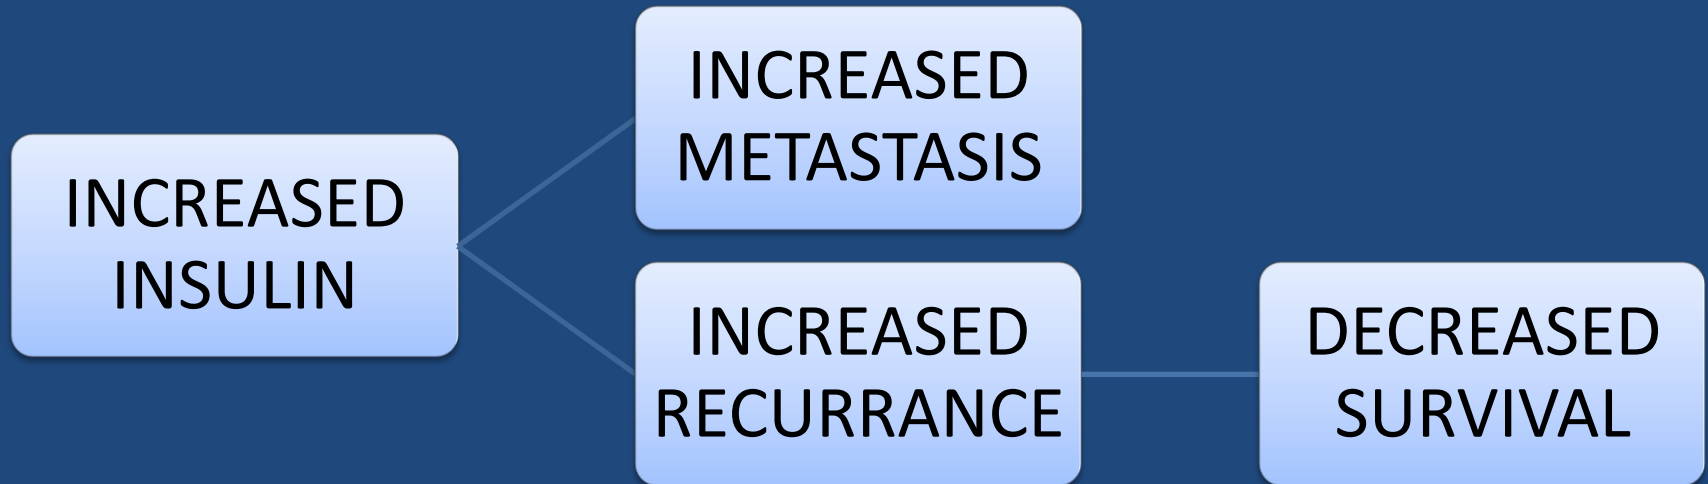 INCREASED
INSULIN
INCREASED
METASTASIS
INCREASED
RECURRANCE
DECREASED
SURVIVAL